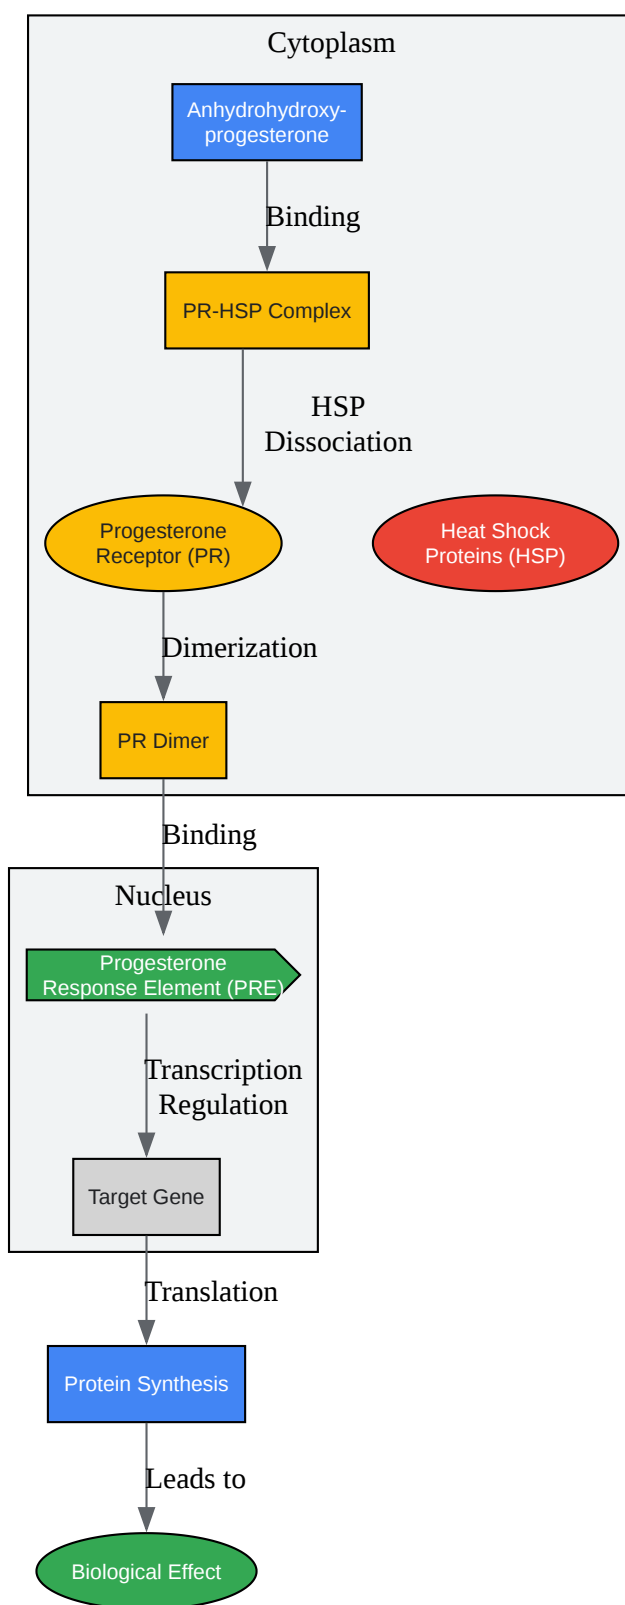 Cytoplasm
Anhydrohydroxy-
progesterone
Binding
PR-HSP Complex
HSP
Dissociation
Progesterone
Receptor (PR)
Heat Shock
Proteins (HSP)
Dimerization
PR Dimer
Binding
Nucleus
Progesterone
Response Element (PRE)
Transcription
Regulation
Target Gene
Translation
Protein Synthesis
Leads to
Biological Effect